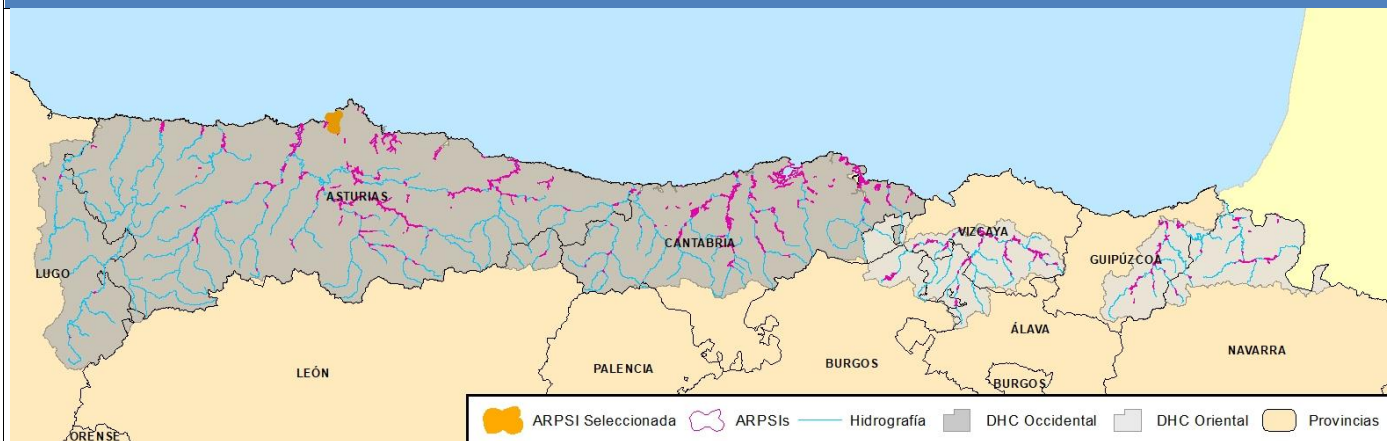 ASTURIAS
CANTABRIA
VIZCAYA
GUIPÚZCOA
LUGO
ÁLAVA
NAVARRA
LEÓN
PALENCIA
BURGOS
BURGOS
ORENSE
ARPSI Seleccionada ARPSIs Hidrografía DHC Occidental DHC Oriental Provincias